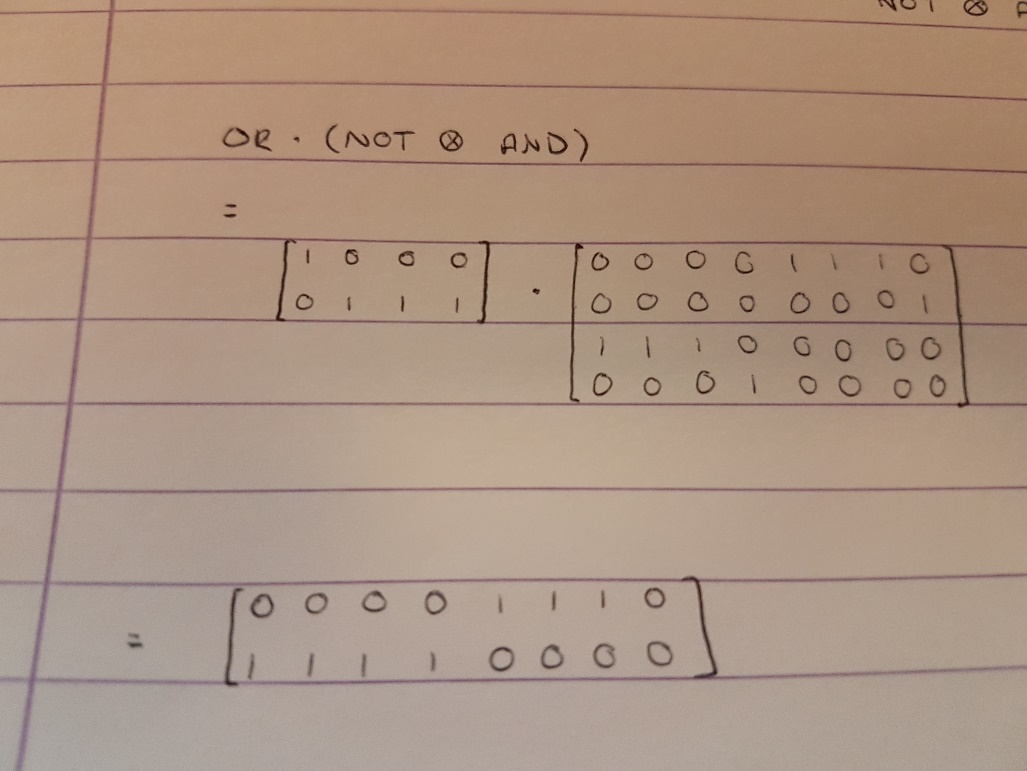 NOT ⊗
OR · (NOT ⊗ AND)
=
[1 0 0 0
0 1 1 1] · [0 0 0 0 1 1 1 0
0 0 0 0 0 0 0 1
1 1 1 0 0 0 0 0
0 0 0 1 0 0 0 0]
= [0 0 0 0 1 1 1 0
1 1 1 1 0 0 0 0]